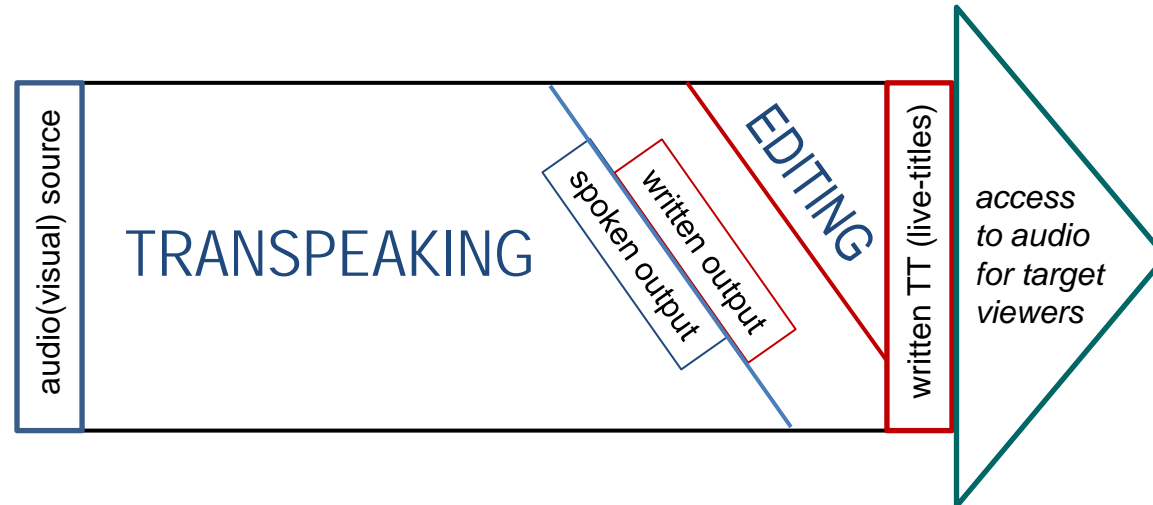 audio(visual) source
TRANSPEAKING
spoken output
written output
EDITING
written TT (live-titles)
access
to audio
for target
viewers